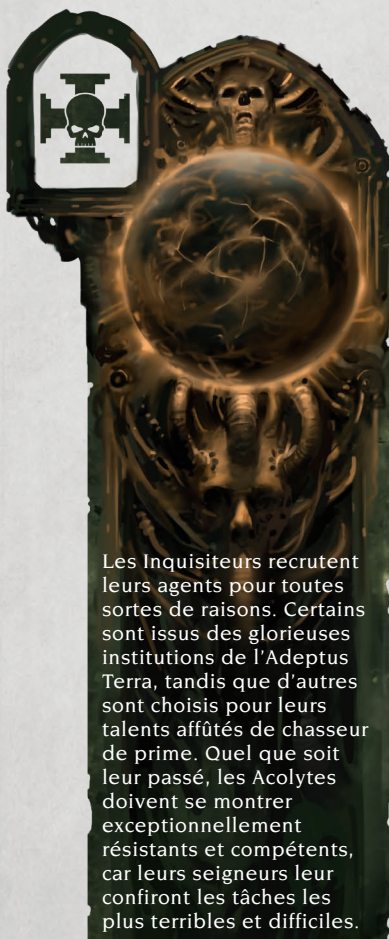 Les Inquisiteurs recrutent
leurs agents pour toutes
sortes de raisons. Certains
sont issus des glorieuses
institutions de l'Adeptus
Terra, tandis que d'autres
sont choisis pour leurs
talents affûtés de chasseur
de prime. Quel que soit
leur passé, les Acolytes
doivent se montrer
exceptionnellement
résistants et compétents,
car leurs seigneurs leur
confiront les tâches les
plus terribles et difficiles.